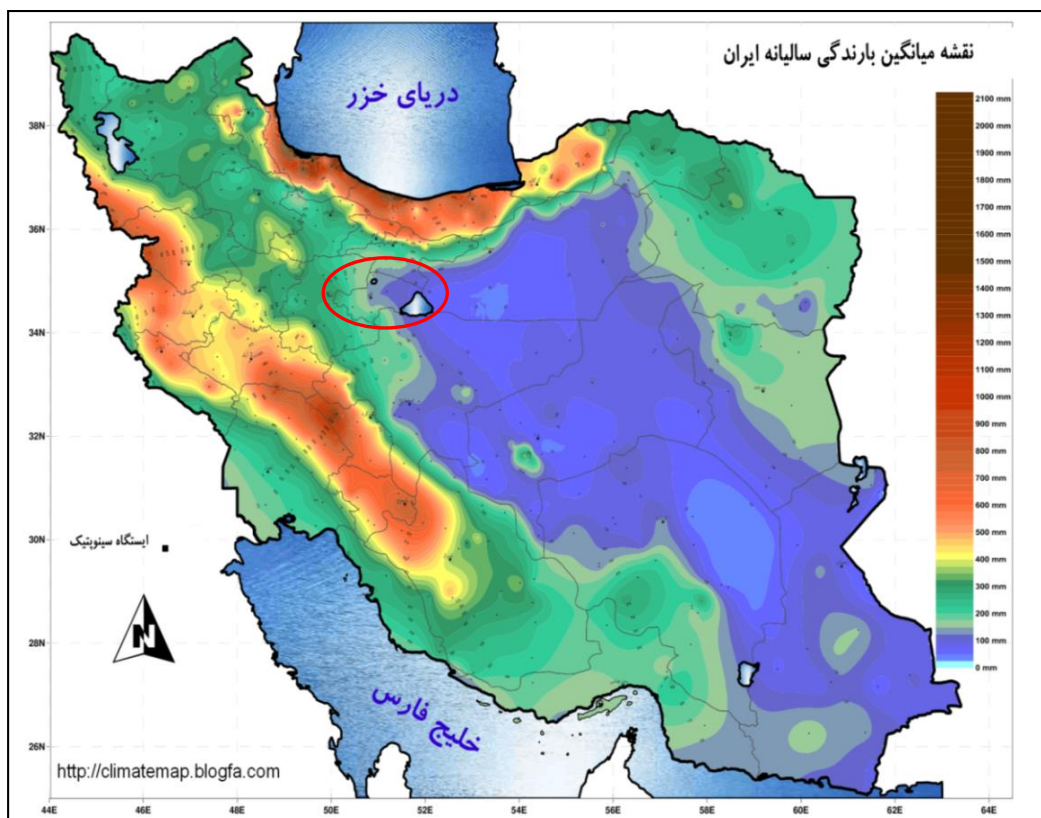 نقشه میانگین بارندگی سالیانه ایران
دریای خزر
2100 mm
2000 mm
1900 mm
1800 mm
1700 mm
1600 mm
1500 mm
1400 mm
1300 mm
1200 mm
1100 mm
1000 mm
900 mm
800 mm
700 mm
600 mm
500 mm
400 mm
300 mm
200 mm
100 mm
0 mm
38N
36N
34N
32N
30N
28N
26N
ایستگاه سینوپتیک
N
خلیج فارس
http://climatemap.blogfa.com
44E 46E 48E 50E 52E 54E 56E 58E 60E 62E 64E